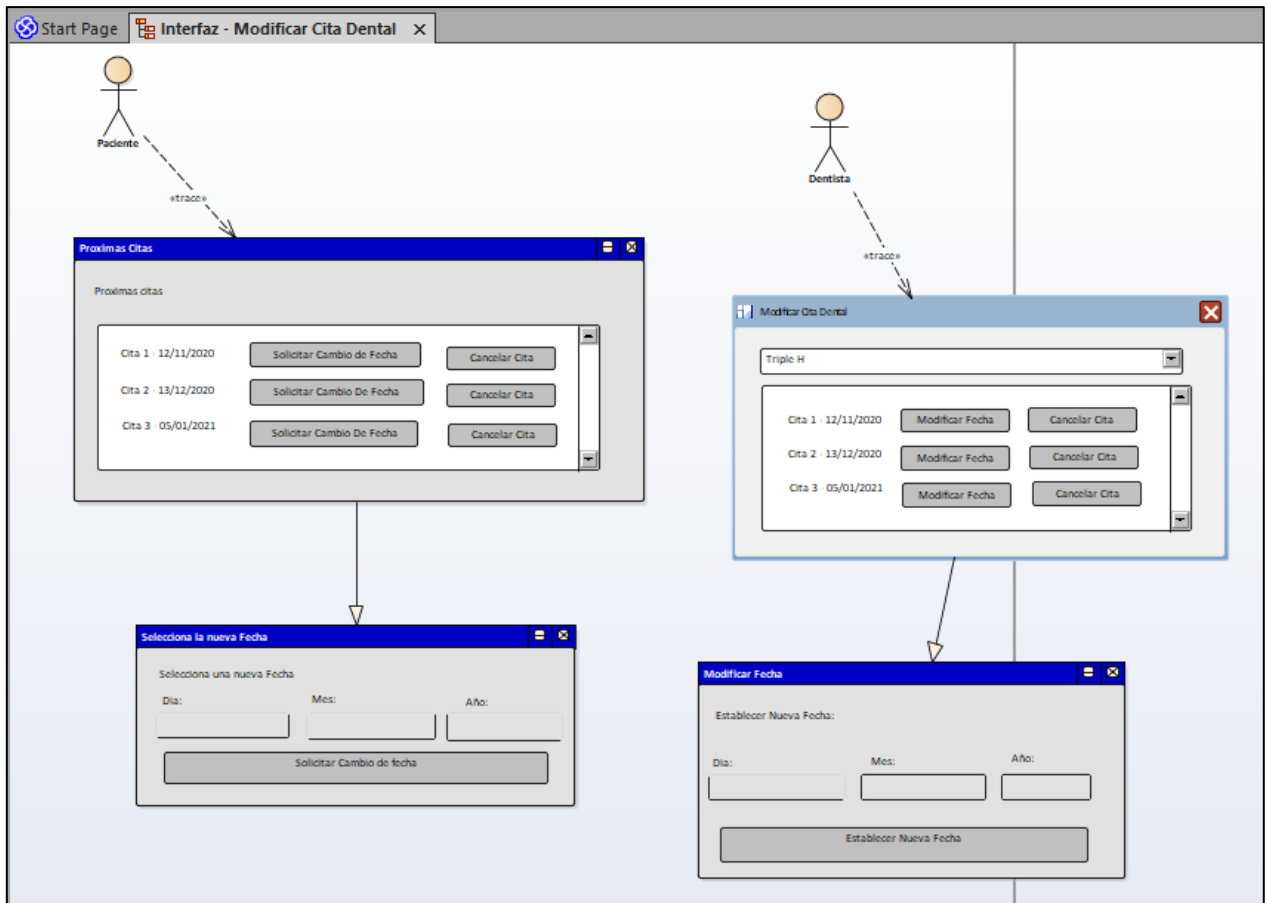 Start Page
Interfaz - Modificar Cita Dental
Paciente
«trace»
Proximas Citas
Proximas citas
Cita 1 - 12/11/2020 Solicitar Cambio de Fecha Cancelar Cita
Cita 2 - 13/12/2020 Solicitar Cambio De Fecha Cancelar Cita
Cita 3 - 05/01/2021 Solicitar Cambio De Fecha Cancelar Cita
Selecciona la nueva Fecha
Selecciona una nueva Fecha
Dia: Mes: Año:
Solicitar Cambio de fecha
Dentista
«trace»
Modificar Cita Dental
Triple H
Cita 1 - 12/11/2020 Modificar Fecha Cancelar Cita
Cita 2 - 13/12/2020 Modificar Fecha Cancelar Cita
Cita 3 - 05/01/2021 Modificar Fecha Cancelar Cita
Modificar Fecha
Establecer Nueva Fecha:
Dia: Mes: Año:
Establecer Nueva Fecha